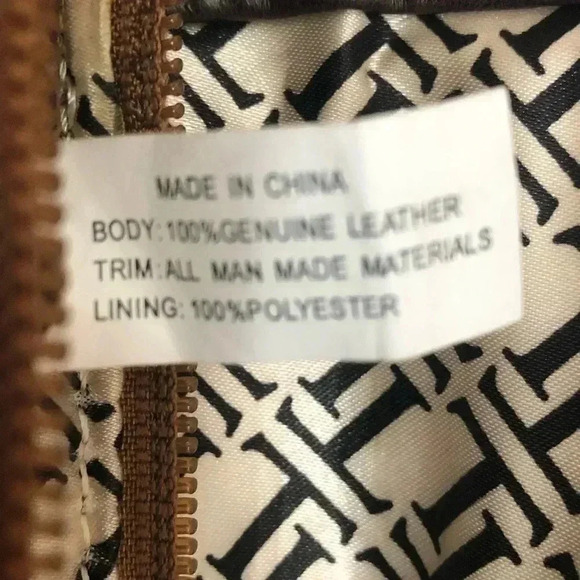 MADE IN CHINA
BODY:100%GENUINE LEATHER
TRIM:ALL MAN MADE MATERIALS
LINING: 100%POLYESTER